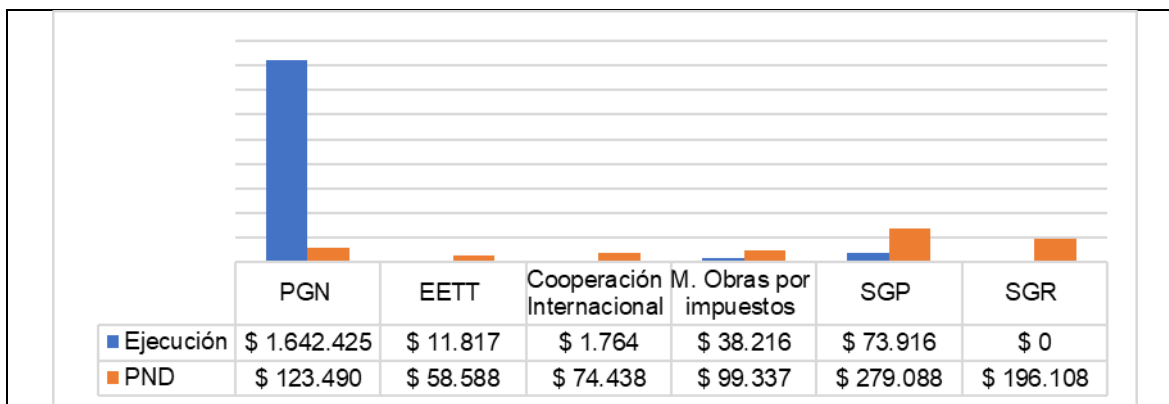 PGN EETT Cooperación Internacional M. Obras por impuestos SGP SGR
Ejecución $ 1.642.425 $ 11.817 $ 1.764 $ 38.216 $ 73.916 $ 0
PND $ 123.490 $ 58.588 $ 74.438 $ 99.337 $ 279.088 $ 196.108